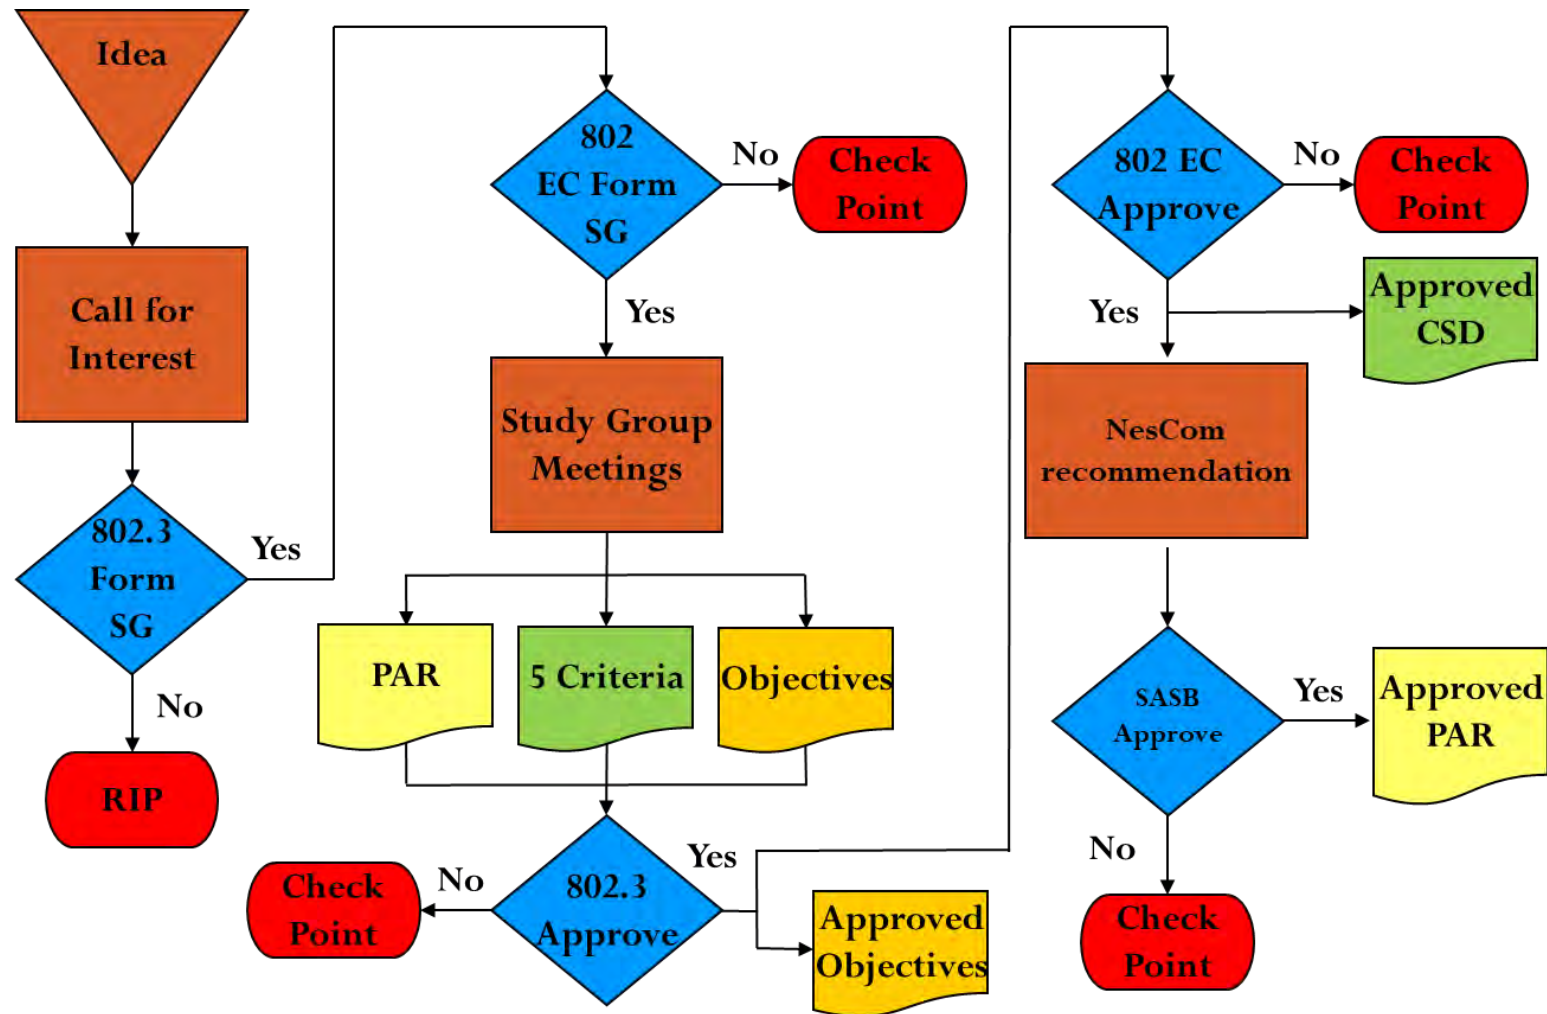 Idea
Call for
Interest
802.3
Form
SG
Yes
No
RIP
802
EC Form
SG
No
Check
Point
Yes
Study Group
Meetings
PAR
5 Criteria
Objectives
802.3
Approve
No
Check
Point
Yes
Approved
Objectives
802 EC
Approve
No
Check
Point
Yes
Approved
CSD
NesCom
recommendation
SASB
Approve
Yes
Approved
PAR
No
Check
Point